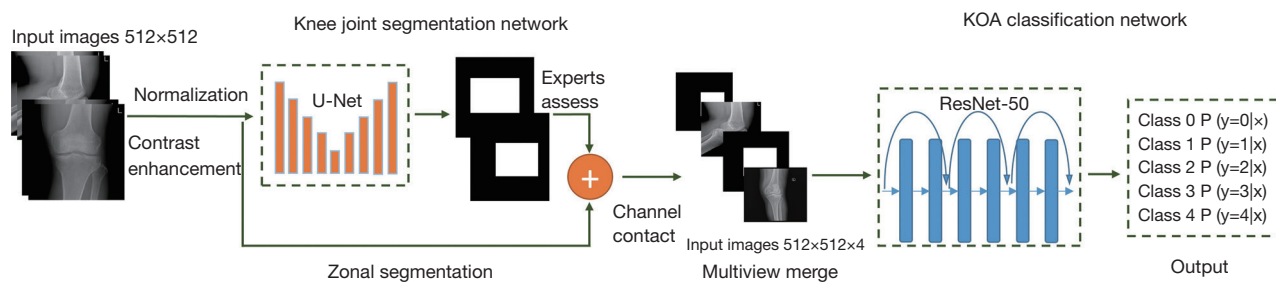 Knee joint segmentation network
KOA classification network
Input images 512×512
L
L
Normalization
Contrast
enhancement
U-Net
Experts
assess
+
Channel
contact
Zonal segmentation
Input images 512×512×4
Multiview merge
ResNet-50
Class 0 P (y=0|×)
Class 1 P (y=1|x)
Class 2 P (y=2|x)
Class 3 P (y=3|x)
Class 4 P (y=4|x)
Output